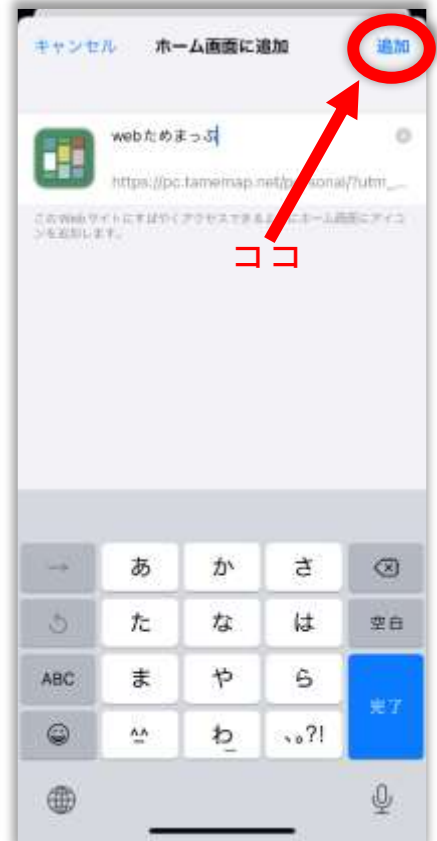 キャンセル ホーム画面に追加 追加
webためまっぷ
https://pc.tamemap.net/personal/?utm_...
このWebサイトにすばやくアクセスできるようにホーム画面にアイコ
ンを追加します。
ココ
→ あ か さ
た な は 空白
ABC ま や ら
完了
^^ わ 、。?!